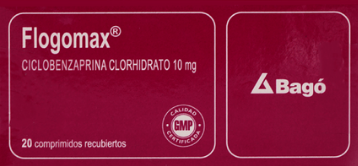 Flogomax®
CICLOBENZAPRINA CLORHIDRATO 10 mg
Bagó
CALIDAD
GMP
CERTIFICADA
20 comprimidos recubiertos